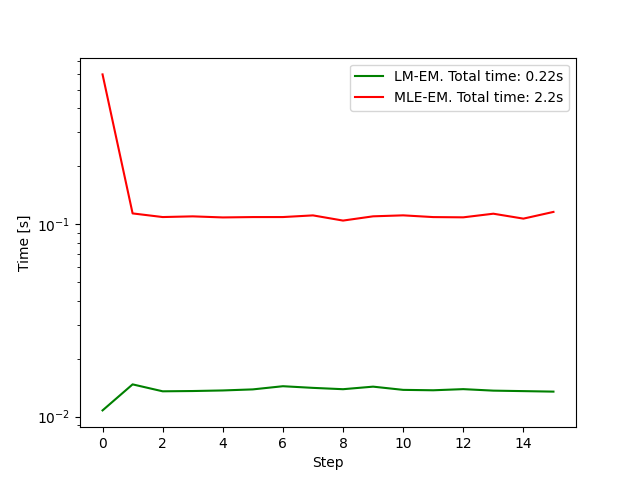 LM-EM. Total time: 0.22s
MLE-EM. Total time: 2.2s
Time [s]
10⁻¹
10⁻²
0 2 4 6 8 10 12 14
Step